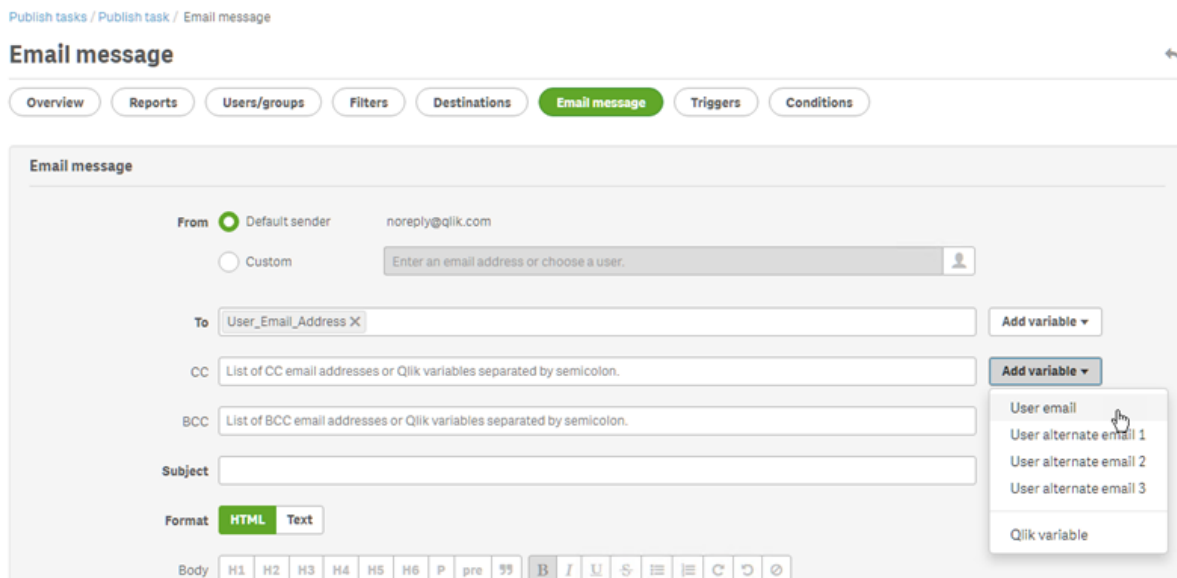 Publish tasks / Publish task / Email message
Email message
Overview Reports Users/groups Filters Destinations Email message Triggers Conditions
Email message
From Default sender noreply@qlik.com
Custom Enter an email address or choose a user.
To User_Email_Address X Add variable
CC List of CC email addresses or Qlik variables separated by semicolon. Add variable
User email
BCC List of BCC email addresses or Qlik variables separated by semicolon.
User alternate email 1
User alternate email 2
Subject
User alternate email 3
Format HTML Text
Qlik variable
Body H1 H2 H3 H4 H5 H6 P pre B I U S